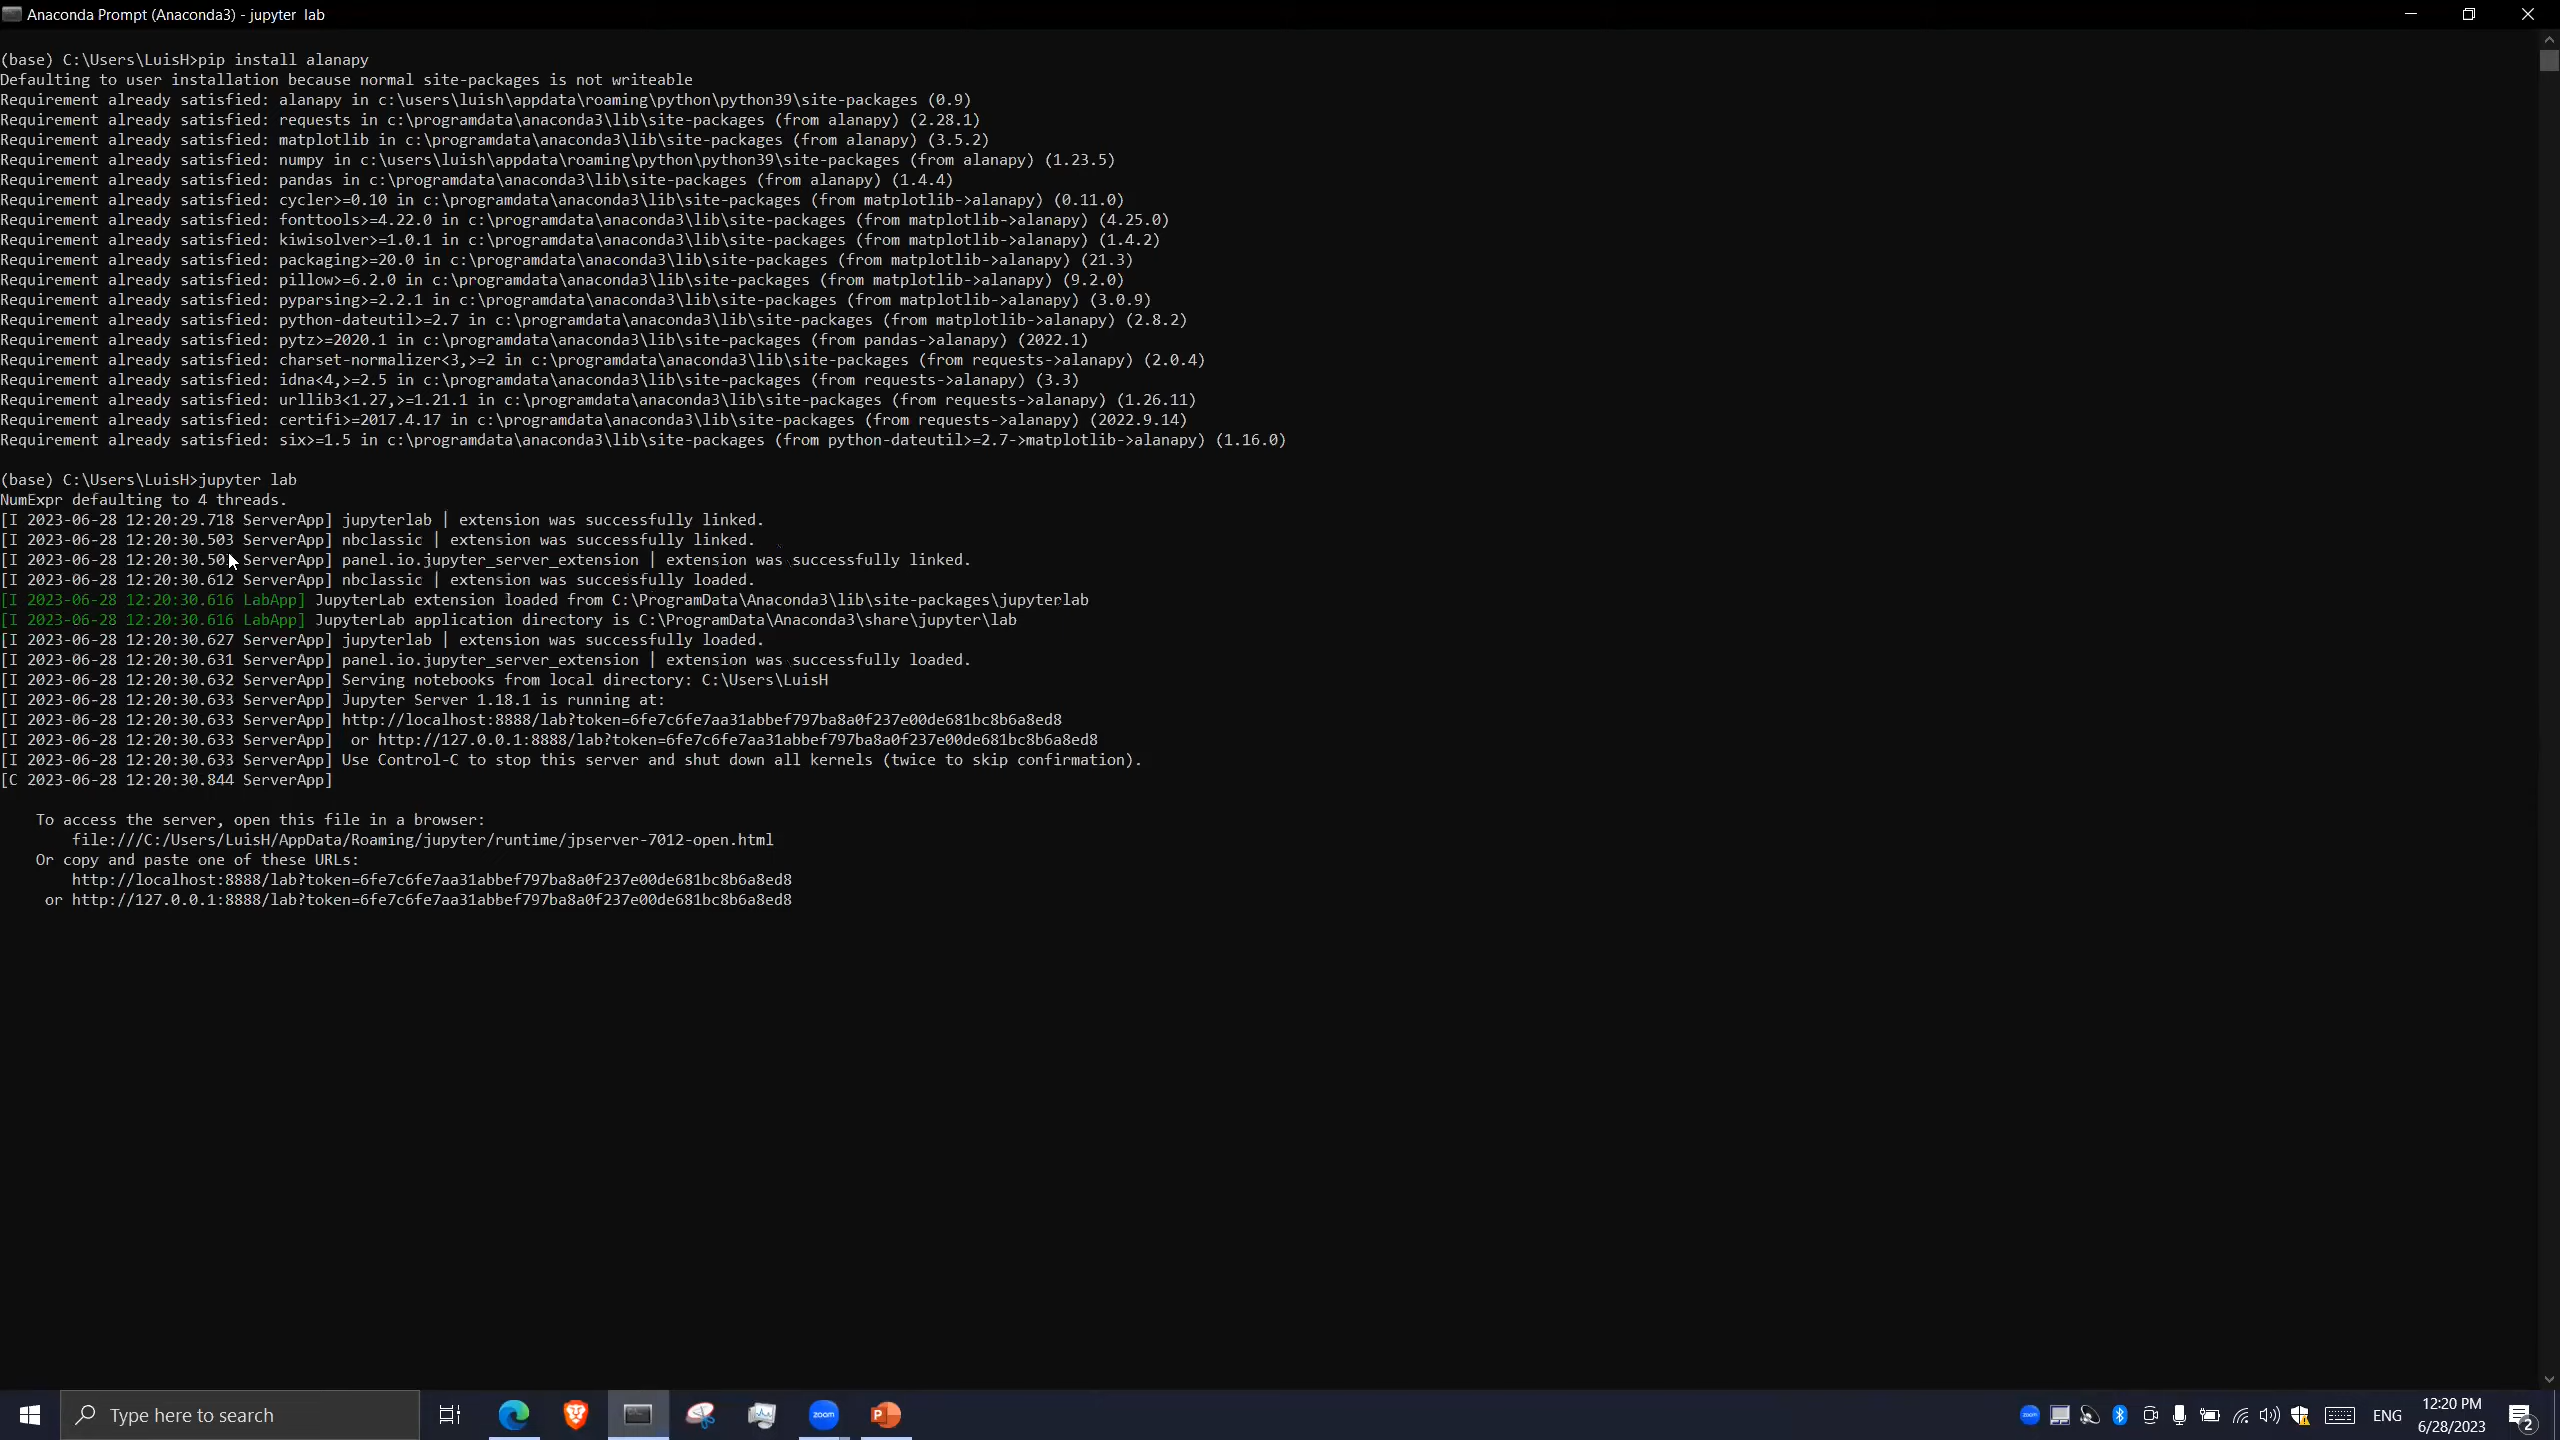 Anaconda Prompt (Anaconda3) - jupyter  lab
(base) C:\Users\LuisH>pip install alanapy
Defaulting to user installation because normal site-packages is not writeable
Requirement already satisfied: alanapy in c:\users\luish\appdata\roaming\python\python39\site-packages (0.9)
Requirement already satisfied: requests in c:\programdata\anaconda3\lib\site-packages (from alanapy) (2.28.1)
Requirement already satisfied: matplotlib in c:\programdata\anaconda3\lib\site-packages (from alanapy) (3.5.2)
Requirement already satisfied: numpy in c:\users\luish\appdata\roaming\python\python39\site-packages (from alanapy) (1.23.5)
Requirement already satisfied: pandas in c:\programdata\anaconda3\lib\site-packages (from alanapy) (1.4.4)
Requirement already satisfied: cycler>=0.10 in c:\programdata\anaconda3\lib\site-packages (from matplotlib->alanapy) (0.11.0)
Requirement already satisfied: fonttools>=4.22.0 in c:\programdata\anaconda3\lib\site-packages (from matplotlib->alanapy) (4.25.0)
Requirement already satisfied: kiwisolver>=1.0.1 in c:\programdata\anaconda3\lib\site-packages (from matplotlib->alanapy) (1.4.2)
Requirement already satisfied: packaging>=20.0 in c:\programdata\anaconda3\lib\site-packages (from matplotlib->alanapy) (21.3)
Requirement already satisfied: pillow>=6.2.0 in c:\programdata\anaconda3\lib\site-packages (from matplotlib->alanapy) (9.2.0)
Requirement already satisfied: pyparsing>=2.2.1 in c:\programdata\anaconda3\lib\site-packages (from matplotlib->alanapy) (3.0.9)
Requirement already satisfied: python-dateutil>=2.7 in c:\programdata\anaconda3\lib\site-packages (from matplotlib->alanapy) (2.8.2)
Requirement already satisfied: pytz>=2020.1 in c:\programdata\anaconda3\lib\site-packages (from pandas->alanapy) (2022.1)
Requirement already satisfied: charset-normalizer<3,>=2 in c:\programdata\anaconda3\lib\site-packages (from requests->alanapy) (2.0.4)
Requirement already satisfied: idna<4,>=2.5 in c:\programdata\anaconda3\lib\site-packages (from requests->alanapy) (3.3)
Requirement already satisfied: urllib3<1.27,>=1.21.1 in c:\programdata\anaconda3\lib\site-packages (from requests->alanapy) (1.26.11)
Requirement already satisfied: certifi>=2017.4.17 in c:\programdata\anaconda3\lib\site-packages (from requests->alanapy) (2022.9.14)
Requirement already satisfied: six>=1.5 in c:\programdata\anaconda3\lib\site-packages (from python-dateutil>=2.7->matplotlib->alanapy) (1.16.0)
(base) C:\Users\LuisH>jupyter lab
NumExpr defaulting to 4 threads.
[I 2023-06-28 12:20:29.718 ServerApp] jupyterlab | extension was successfully linked.
[I 2023-06-28 12:20:30.503 ServerApp] nbclassic | extension was successfully linked.
[I 2023-06-28 ServerApp] panel.io.jupyter_server_extension | extension was successfully linked.
[I 2023-06-28 12:20:30.612 ServerApp] nbclassic | extension was successfully loaded.
[I 2023-06-28 12:20:30.616 LabApp] JupyterLab extension loaded from C:\ProgramData\Anaconda3\lib\site-packages\jupyterlab
[I 2023-06-28 12:20:30.616 LabApp] JupyterLab application directory is C:\ProgramData\Anaconda3\share\jupyter\lab
[I 2023-06-28 12:20:30.627 ServerApp] jupyterlab | extension was successfully loaded.
[I 2023-06-28 12:20:30.631 ServerApp] panel.io.jupyter_server_extension | extension was successfully loaded.
[I 2023-06-28 12:20:30.632 ServerApp] Serving notebooks from local directory: C:\Users\LuisH
[I 2023-06-28 12:20:30.633 ServerApp] Jupyter Server 1.18.1 is running at:
[I 2023-06-28 12:20:30.633 ServerApp] http://localhost:8888/lab?token=6fe7c6fe7aa31abbef797ba8a0f237e00de681bc8b6a8ed8
[I 2023-06-28 12:20:30.633 ServerApp]  or http://127.0.0.1:8888/lab?token=6fe7c6fe7aa31abbef797ba8a0f237e00de681bc8b6a8ed8
[I 2023-06-28 12:20:30.633 ServerApp] Use Control-C to stop this server and shut down all kernels (twice to skip confirmation).
[C 2023-06-28 12:20:30.844 ServerApp]
To access the server, open this file in a browser:
file:///C:/Users/LuisH/AppData/Roaming/jupyter/runtime/jpserver-7012-open.html
Or copy and paste one of these URLs:
http://localhost:8888/lab?token=6fe7c6fe7aa31abbef797ba8a0f237e00de681bc8b6a8ed8
or http://127.0.0.1:8888/lab?token=6fe7c6fe7aa31abbef797ba8a0f237e00de681bc8b6a8ed8
Type here to search
zoom
P
zoom
ENG
12:20 PM
6/28/2023
2